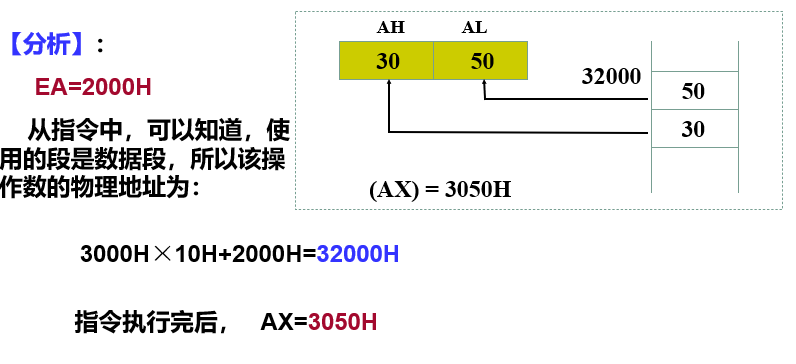 【分析】：
EA=2000H
从指令中，可以知道，使
用的段是数据段，所以该操
作数的物理地址为：
AH AL
30 50
32000
50
30
(AX) = 3050H
3000H×10H+2000H=32000H
指令执行完后， AX=3050H